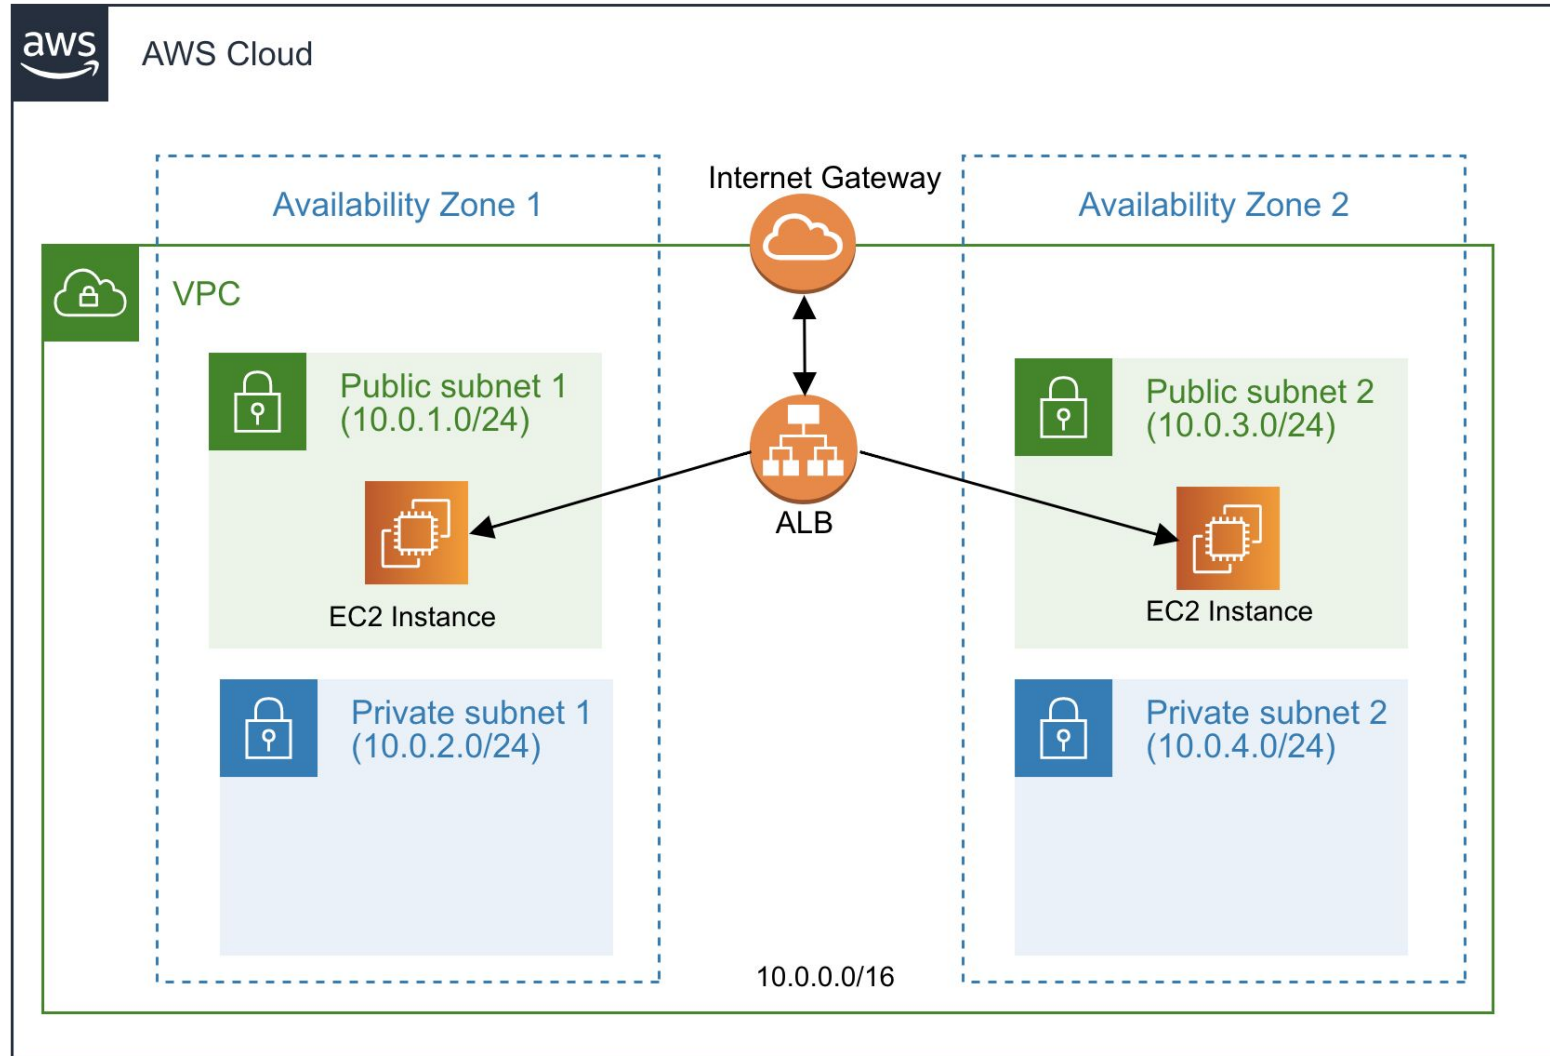 aws
AWS Cloud
Internet Gateway
Availability Zone 1
Availability Zone 2
VPC
Public subnet 1
(10.0.1.0/24)
Public subnet 2
(10.0.3.0/24)
ALB
EC2 Instance
EC2 Instance
Private subnet 1
(10.0.2.0/24)
Private subnet 2
(10.0.4.0/24)
10.0.0.0/16